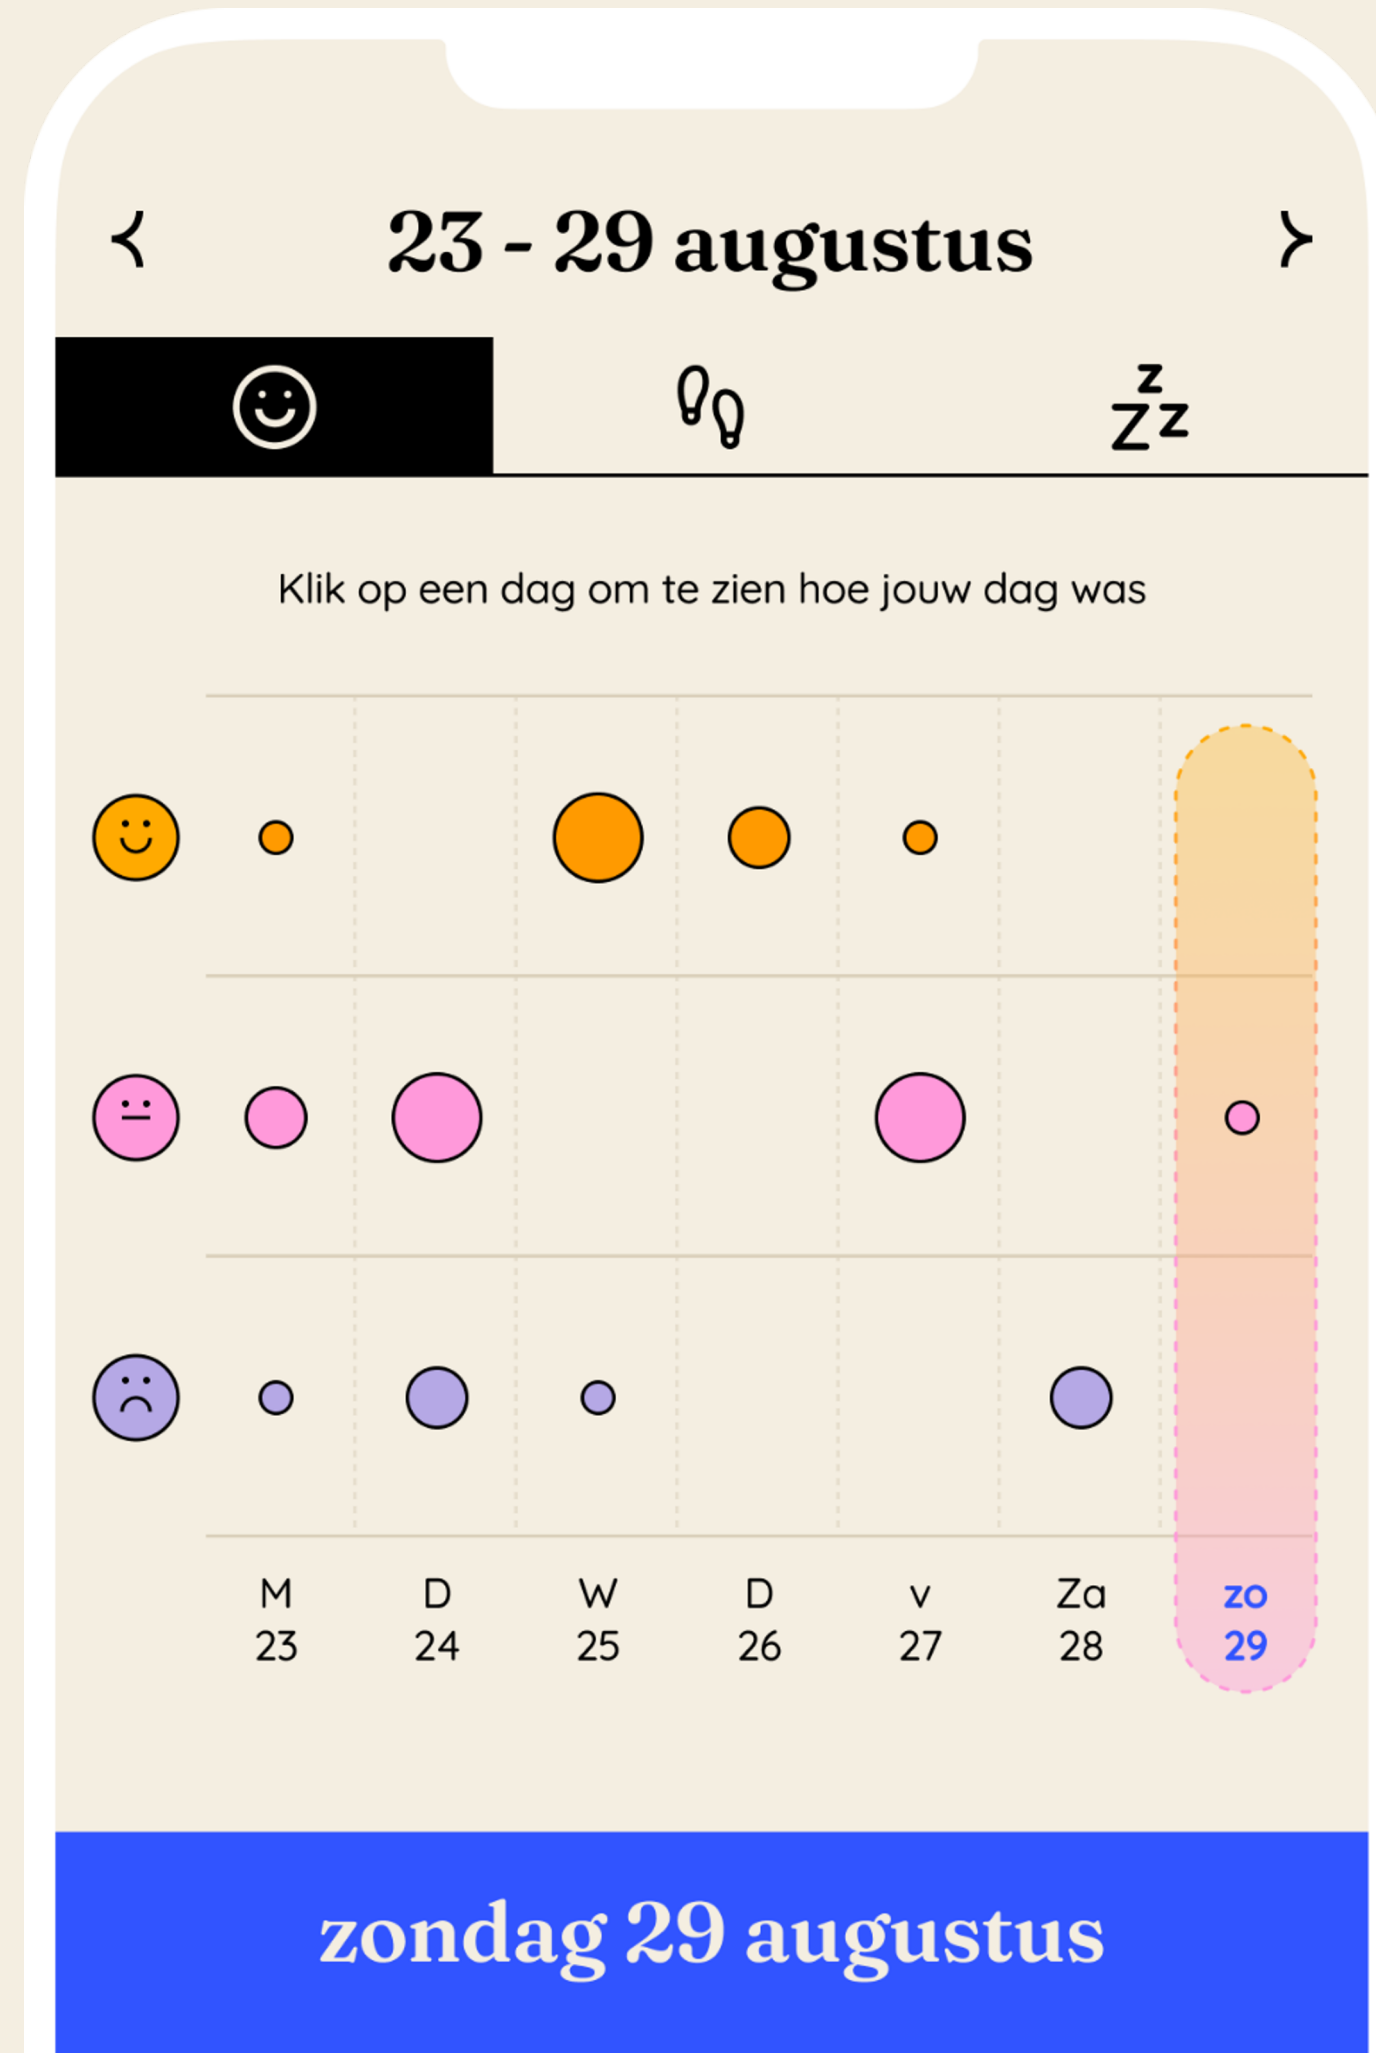 23 - 29 augustus
z
Z z
Klik op een dag om te zien hoe jouw dag was
M D W D v Za zo
23 24 25 26 27 28 29
zondag 29 augustus